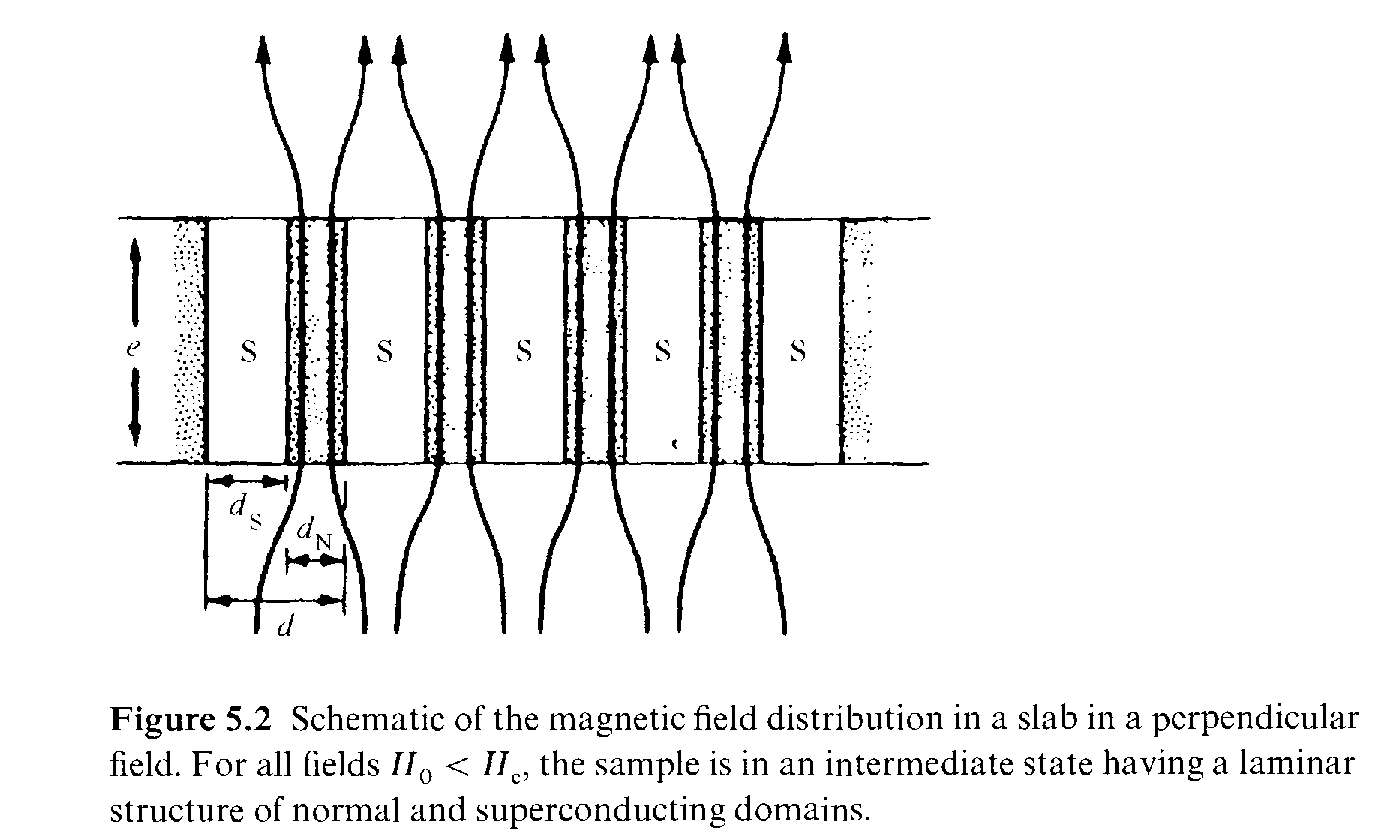 e
S S S S S
d_S
d_N
d
Figure 5.2 Schematic of the magnetic field distribution in a slab in a perpendicular
field. For all fields H_0 < H_c, the sample is in an intermediate state having a laminar
structure of normal and superconducting domains.